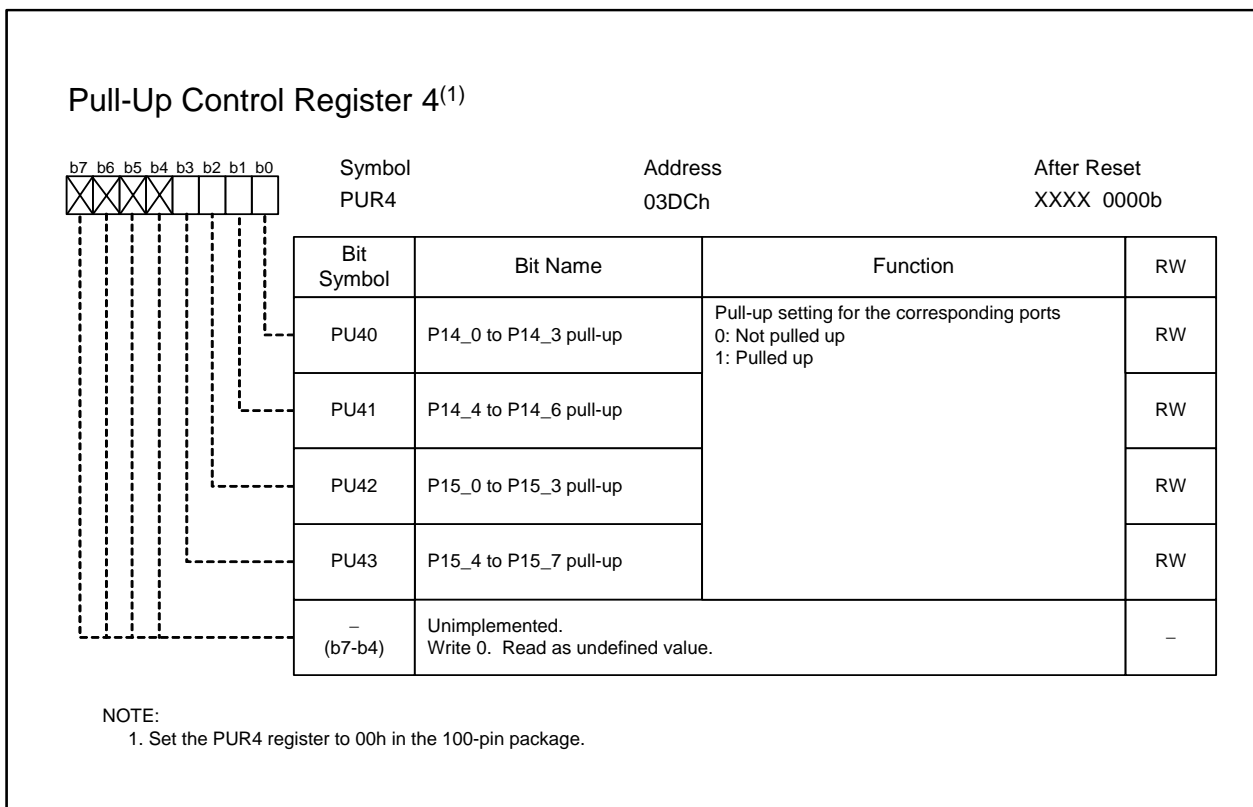 Pull-Up Control Register 4(1)
b7 b6 b5 b4 b3 b2 b1 b0
Symbol Address After Reset
PUR4 03DCh XXXX 0000b
Bit
Symbol
Bit Name
Function
RW
PU40
P14_0 to P14_3 pull-up
Pull-up setting for the corresponding ports
0: Not pulled up
1: Pulled up
RW
PU41
P14_4 to P14_6 pull-up
RW
PU42
P15_0 to P15_3 pull-up
RW
PU43
P15_4 to P15_7 pull-up
RW
–
(b7-b4)
Unimplemented.
Write 0. Read as undefined value.
–
NOTE:
1. Set the PUR4 register to 00h in the 100-pin package.